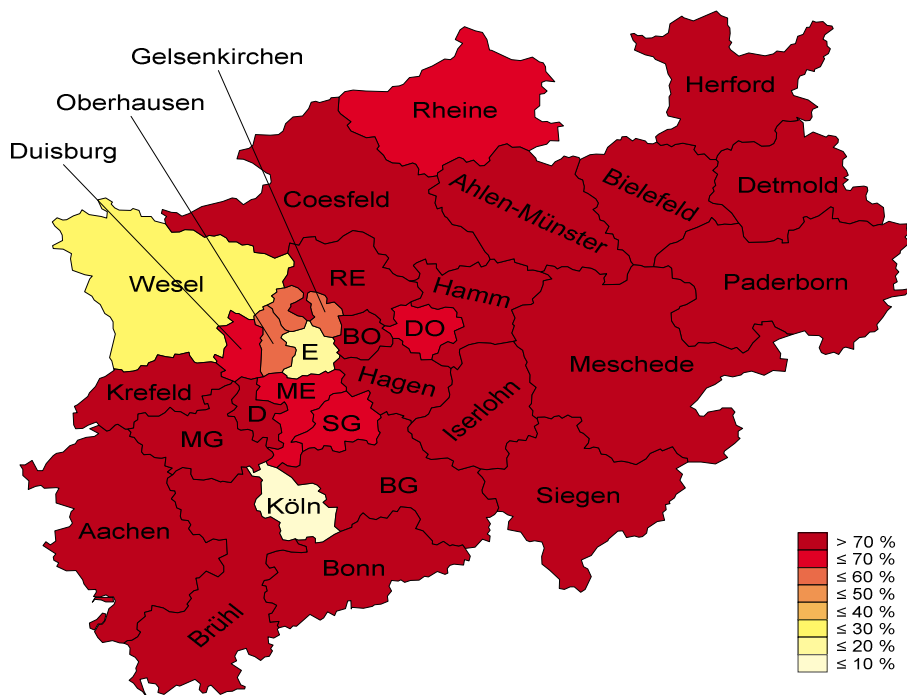 Gelsenkirchen
Oberhausen
Duisburg
Herford
Rheine
Coesfeld
Ahlen-Münster
Bielefeld
Detmold
Wesel
RE
Hamm
Paderborn
E
BO
DO
Meschede
Krefeld
ME
Hagen
D
SG
Iserlohn
MG
Köln
BG
Siegen
Aachen
Bonn
Brühl
> 70 %
≤ 70 %
≤ 60 %
≤ 50 %
≤ 40 %
≤ 30 %
≤ 20 %
≤ 10 %